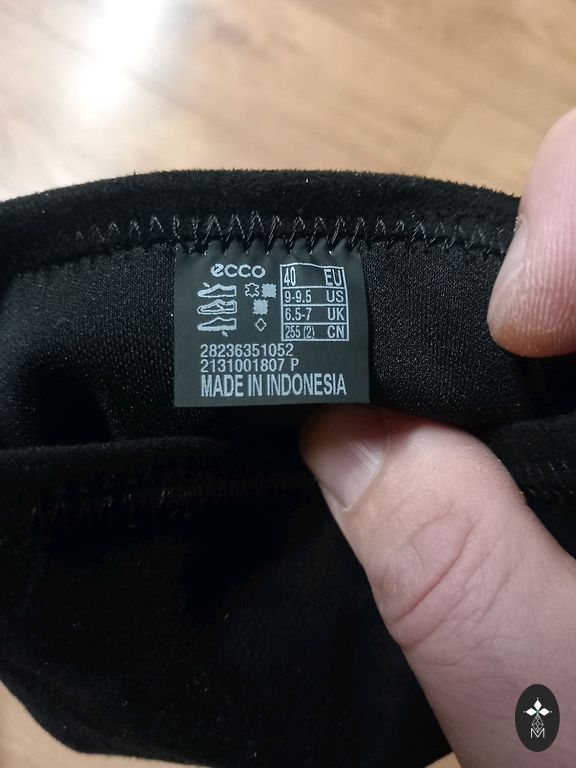 ecco
40 EU
9-9.5 US
6.5-7 UK
255 (2) CN
28236351052
2131001807 P
MADE IN INDONESIA
M